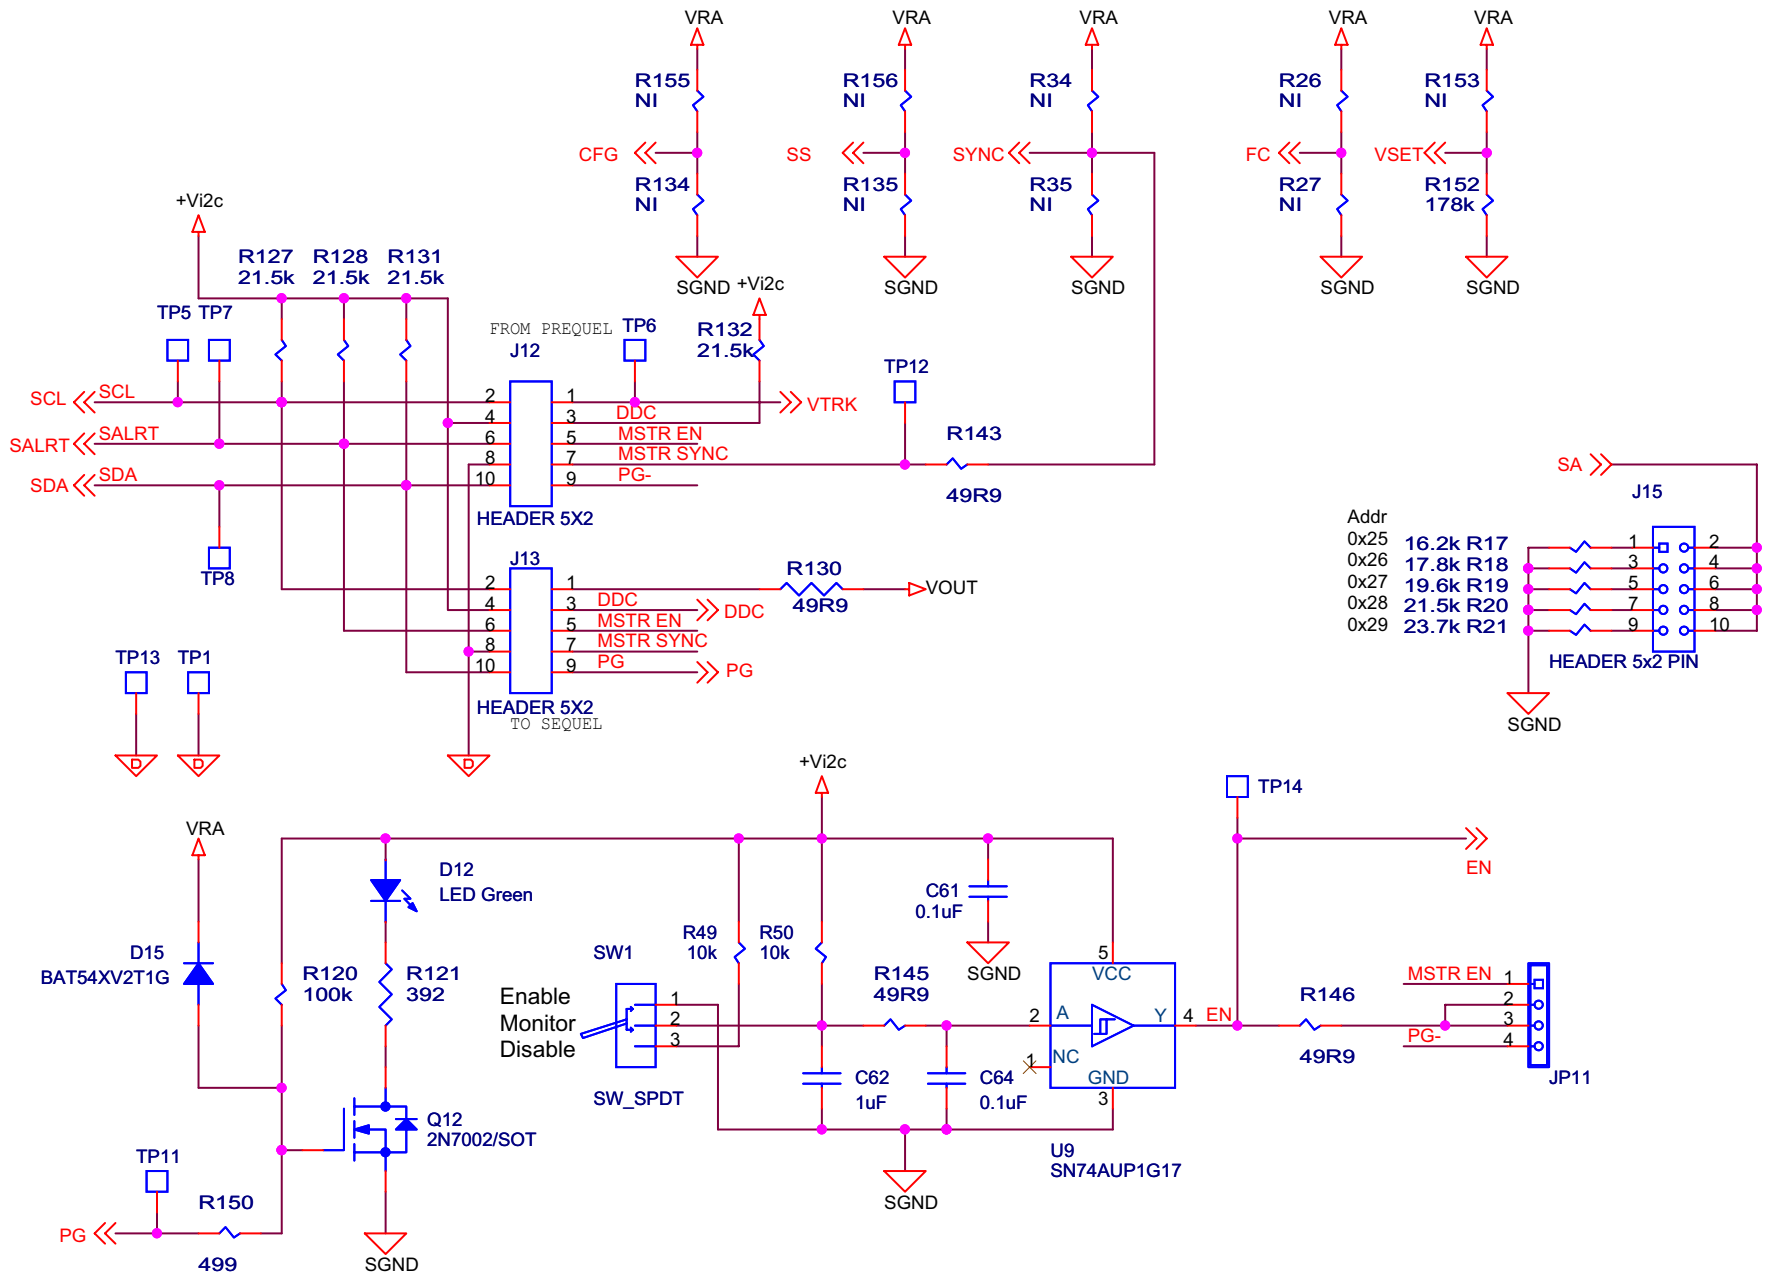 VRA
VRA
VRA
VRA
VRA
R155
NI
R156
NI
R34
NI
R26
NI
R153
NI
CFG
SS
SYNC
FC
VSET
R134
NI
R135
NI
R35
NI
R27
NI
R152
178k
SGND
SGND
SGND
SGND
SGND
+Vi2c
R127
21.5k
R128
21.5k
R131
21.5k
+Vi2c
TP5
TP7
FROM PREQUEL
J12
TP6
R132
21.5k
TP12
SCL
SCL
2
1
VTRK
4
3
DDC
SALRT
SALRT
6
5
MSTR EN
8
7
MSTR SYNC
R143
49R9
SDA
SDA
10
9
PG-
HEADER 5X2
TP8
J13
2
1
R130
49R9
VOUT
4
3
DDC
DDC
6
5
MSTR EN
8
7
MSTR SYNC
10
9
PG
PG
HEADER 5X2
TO SEQUEL
TP13
TP1
D
D
D
SA
J15
Addr
0x25
16.2k R17
1
2
0x26
17.8k R18
3
4
0x27
19.6k R19
5
6
0x28
21.5k R20
7
8
0x29
23.7k R21
9
10
HEADER 5x2 PIN
SGND
VRA
+Vi2c
TP14
EN
D12
LED Green
D15
BAT54XV2T1G
R120
100k
R121
392
Q12
2N7002/SOT
TP11
R150
499
PG
SGND
SW1
Enable
Monitor
Disable
1
2
3
SW_SPDT
R49
10k
R50
10k
C61
0.1uF
SGND
R145
49R9
C62
1uF
C64
0.1uF
SGND
5
VCC
2
A
Y
4
EN
1
NC
GND
3
U9
SN74AUP1G17
R146
49R9
MSTR EN
1
2
3
PG-
4
JP11